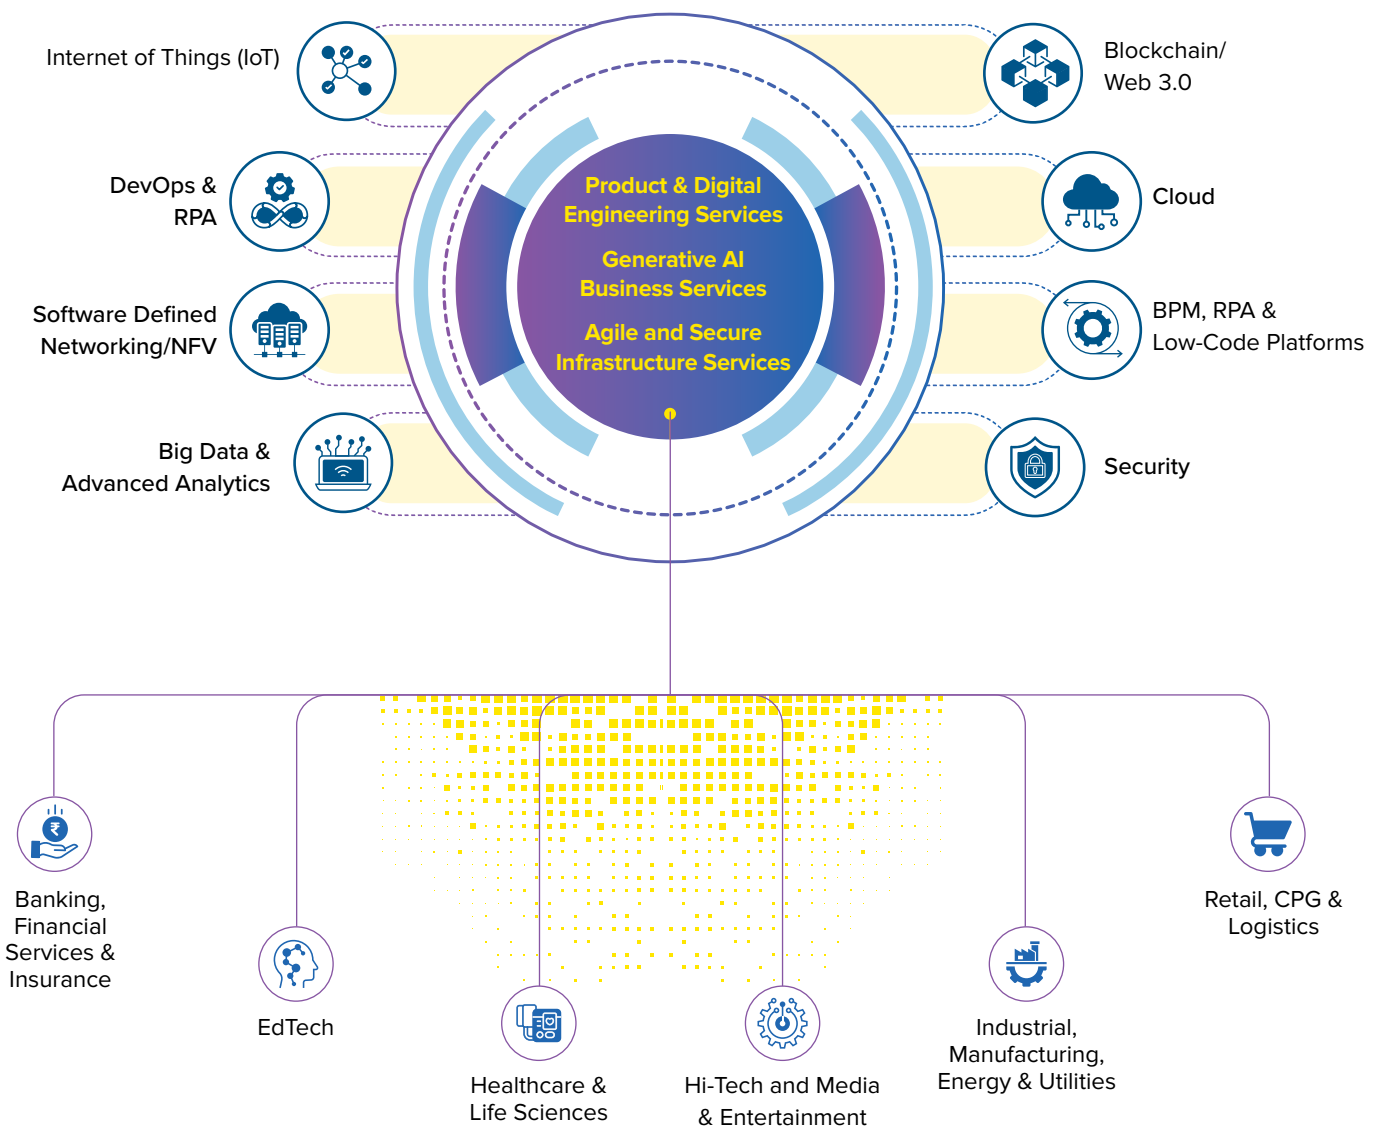 Internet of Things (IoT)
DevOps &
RPA
Software Defined
Networking/NFV
Big Data &
Advanced Analytics
Product & Digital
Engineering Services
Generative AI
Business Services
Agile and Secure
Infrastructure Services
Blockchain/
Web 3.0
Cloud
BPM, RPA &
Low-Code Platforms
Security
₹
Banking,
Financial
Services &
Insurance
EdTech
Healthcare &
Life Sciences
Hi-Tech and Media
& Entertainment
Industrial,
Manufacturing,
Energy & Utilities
Retail, CPG &
Logistics